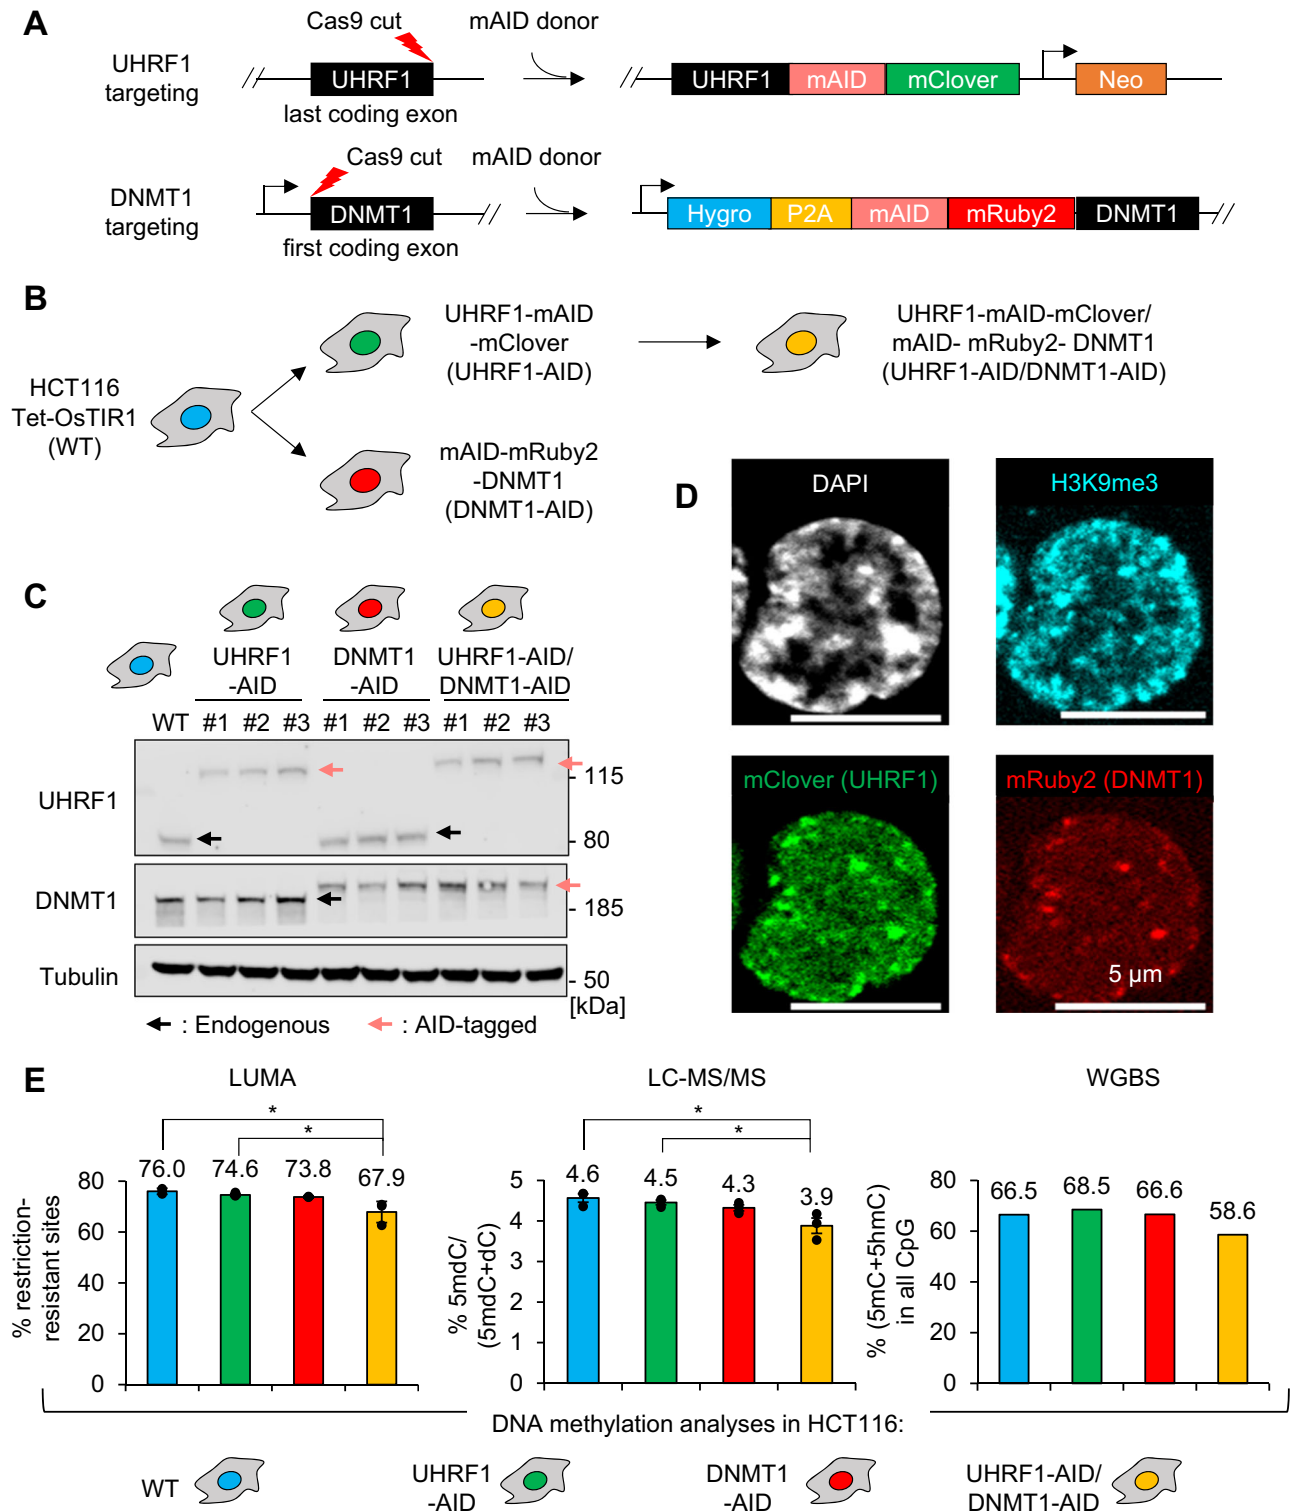 A
Cas9 cut
mAID donor
UHRF1
targeting
UHRF1
UHRF1
mAID
mClover
Neo
last coding exon
Cas9 cut
mAID donor
DNMT1
targeting
DNMT1
Hygro
P2A
mAID
mRuby2
DNMT1
first coding exon
B
HCT116
Tet-OsTIR1
(WT)
UHRF1-mAID
-mClover
(UHRF1-AID)
UHRF1-mAID-mClover/
mAID- mRuby2- DNMT1
(UHRF1-AID/DNMT1-AID)
mAID-mRuby2
-DNMT1
(DNMT1-AID)
C
UHRF1
-AID
DNMT1
-AID
UHRF1-AID/
DNMT1-AID
WT #1 #2 #3 #1 #2 #3 #1 #2 #3
UHRF1
- 115
- 80
DNMT1
- 185
Tubulin
- 50
[kDa]
: Endogenous
: AID-tagged
D
DAPI
H3K9me3
mClover (UHRF1)
mRuby2 (DNMT1)
5 µm
E
LUMA
*
*
76.0
74.6
73.8
67.9
% restriction-
resistant sites
80
60
40
20
0
LC-MS/MS
*
*
4.6
4.5
4.3
3.9
% 5mdC/
(5mdC+dC)
5
4
3
2
1
0
WGBS
66.5
68.5
66.6
58.6
% (5mC+5hmC)
in all CpG
80
60
40
20
0
DNA methylation analyses in HCT116:
WT
UHRF1
-AID
DNMT1
-AID
UHRF1-AID/
DNMT1-AID